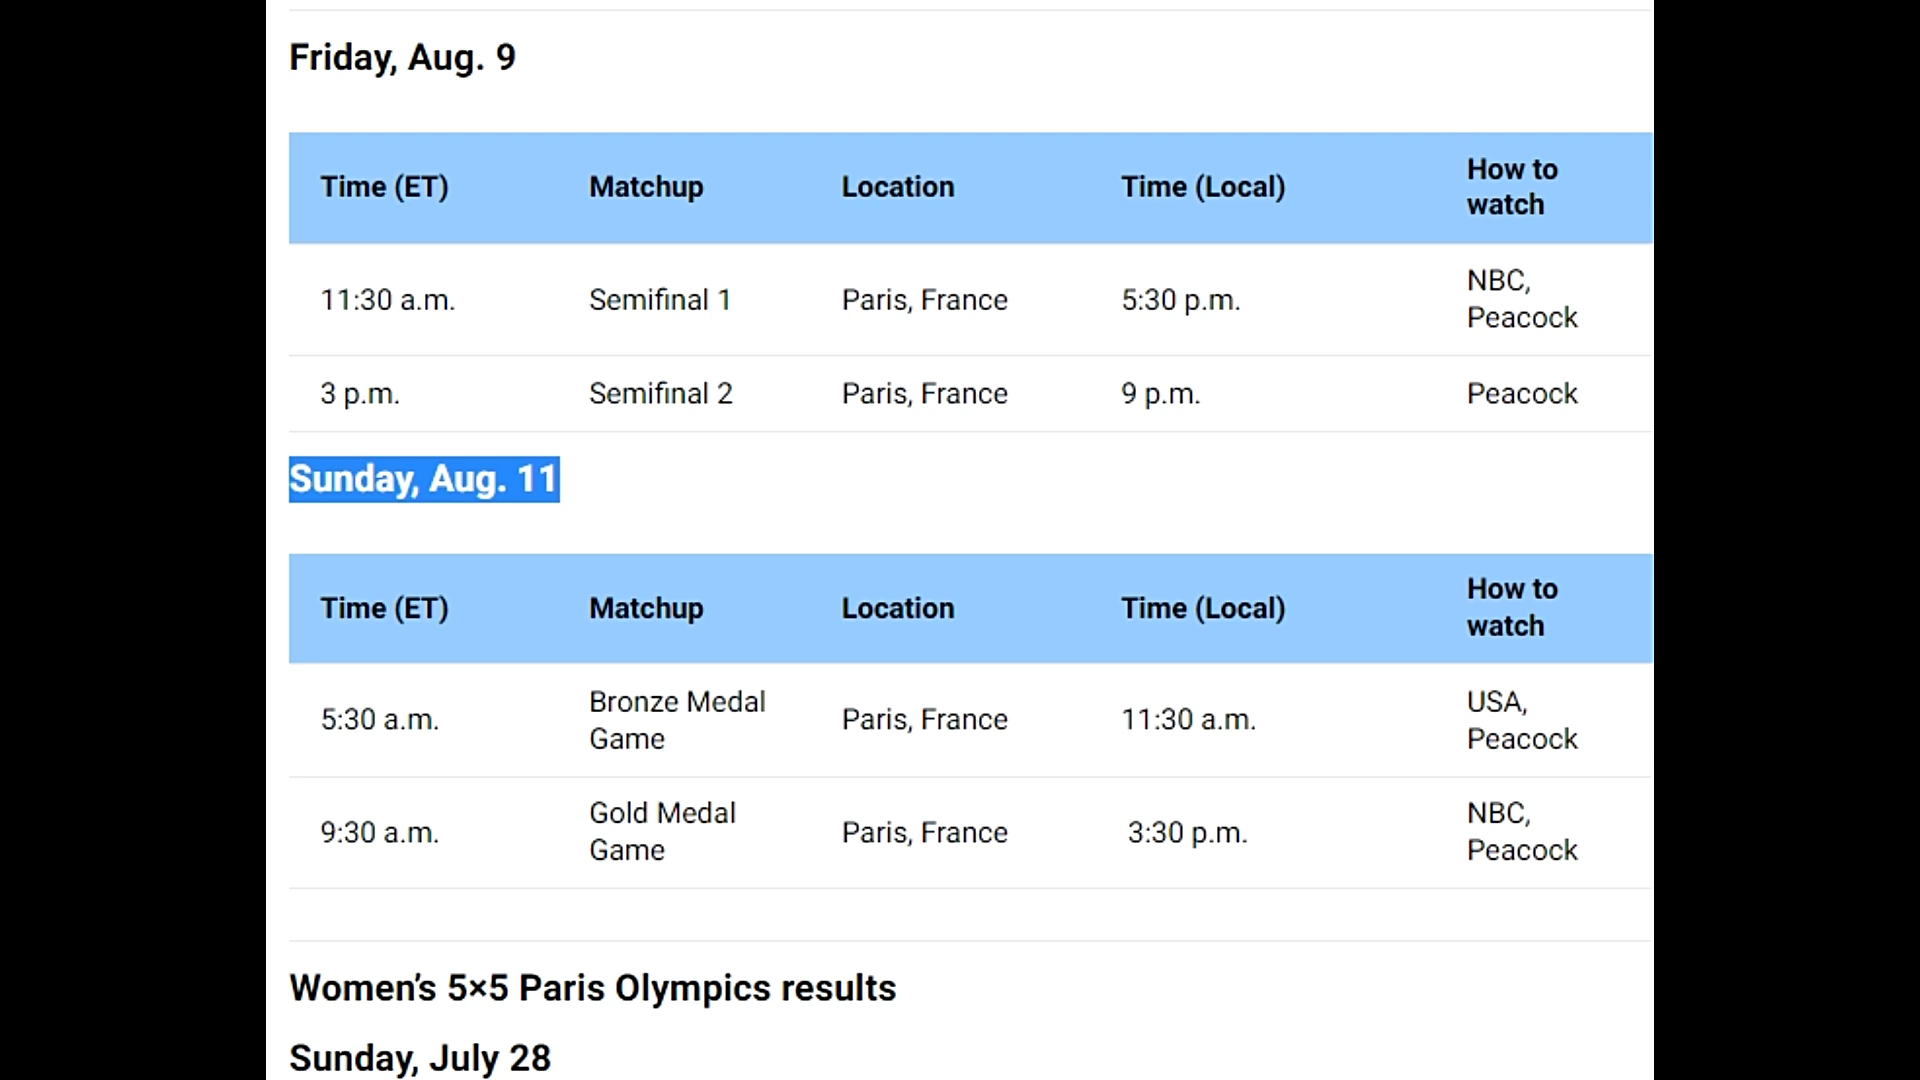 Friday, Aug. 9
Time (ET) Matchup Location Time (Local) How to
watch
11:30 a.m. Semifinal 1 Paris, France 5:30 p.m. NBC,
Peacock
3 p.m. Semifinal 2 Paris, France 9 p.m. Peacock
Sunday, Aug. 11
Time (ET) Matchup Location Time (Local) How to
watch
5:30 a.m. Bronze Medal
Game Paris, France 11:30 a.m. USA,
Peacock
9:30 a.m. Gold Medal
Game Paris, France 3:30 p.m. NBC,
Peacock
Women’s 5×5 Paris Olympics results
Sunday, July 28